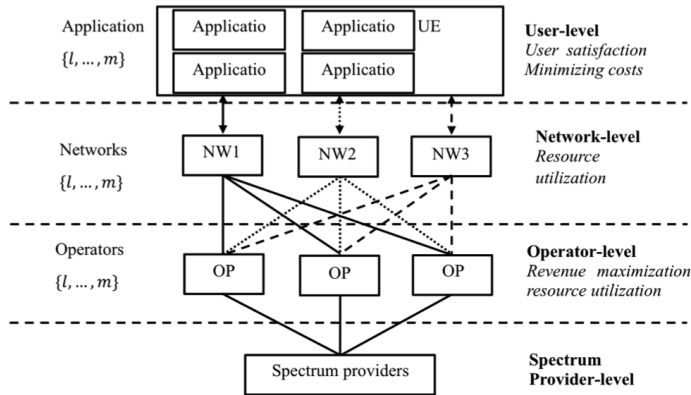 Application
{l, ..., m}
Applicatio
Applicatio
UE
Applicatio
Applicatio
User-level
User satisfaction
Minimizing costs
Networks
{l, ..., m}
NW1
NW2
NW3
Network-level
Resource
utilization
Operators
{l, ..., m}
OP
OP
OP
Operator-level
Revenue maximization
resource utilization
Spectrum providers
Spectrum
Provider-level